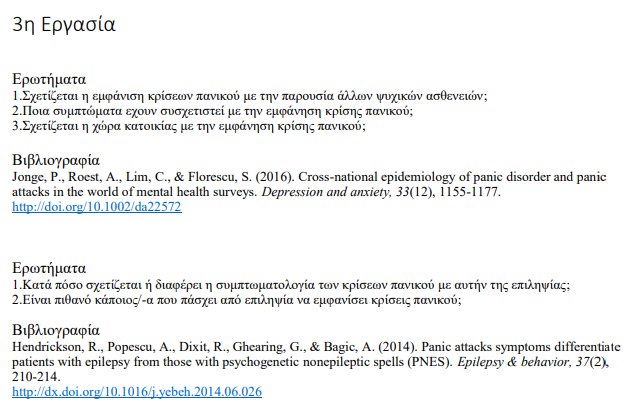 3η Εργασία
Ερωτήματα
1.Σχετίζεται η εμφάνιση κρίσεων πανικού με την παρουσία άλλων ψυχικών ασθενειών;
2.Ποια συμπτώματα εχουν συσχετιστεί με την εμφάνηση κρίσης πανικού;
3.Σχετίζεται η χώρα κατοικίας με την εμφάνηση κρίσης πανικού;
Βιβλιογραφία
Jonge, P., Roest, A., Lim, C., & Florescu, S. (2016). Cross-national epidemiology of panic disorder and panic
attacks in the world of mental health surveys. Depression and anxiety, 33(12), 1155-1177.
http://doi.org/10.1002/da22572
Ερωτήματα
1.Κατά πόσο σχετίζεται ή διαφέρει η συμπτωματολογία των κρίσεων πανικού με αυτήν της επιληψίας;
2.Είναι πιθανό κάποιος/-α που πάσχει από επιληψία να εμφανίσει κρίσεις πανικού;
Βιβλιογραφία
Hendrickson, R., Popescu, A., Dixit, R., Ghearing, G., & Bagic, A. (2014). Panic attacks symptoms differentiate
patients with epilepsy from those with psychogenetic nonepileptic spells (PNES). Epilepsy & behavior, 37(2),
210-214.
http://dx.doi.org/10.1016/j.yebeh.2014.06.026